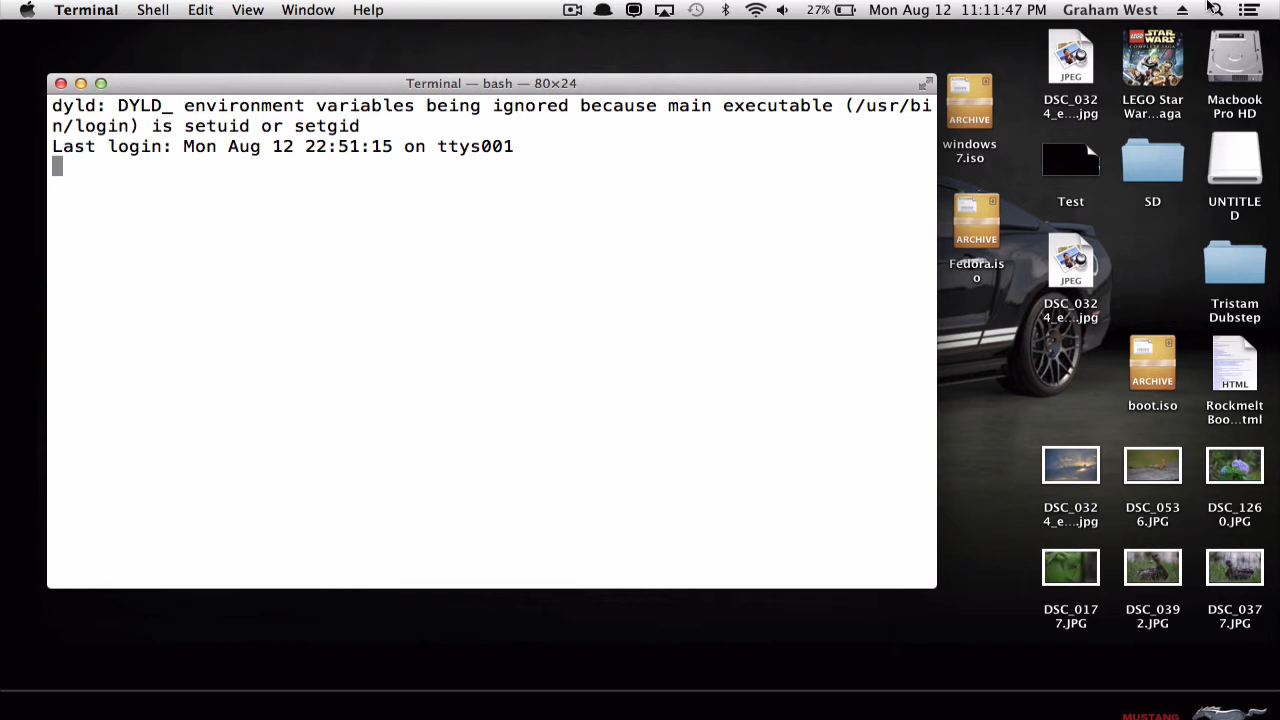 Terminal Shell Edit View Window Help 27% Mon Aug 12 11:11:47 PM Graham West
Terminal — bash — 80×24
dyld: DYLD_ environment variables being ignored because main executable (/usr/bi
n/login) is setuid or setgid
Last login: Mon Aug 12 22:51:15 on ttys001
ARCHIVE
windows
7.iso
ARCHIVE
Fedora.is
o
JPEG
DSC_032
4_e....jpg
STAR
WARS
LEGO Star
War...aga
Macbook
Pro HD
Test
SD
UNTITLE
D
JPEG
DSC_032
4_e....jpg
Tristam
Dubstep
ARCHIVE
boot.iso
HTML
Rockmelt
Boo...tml
DSC_032
4_e....jpg
DSC_053
6.JPG
DSC_126
0.JPG
DSC_017
7.JPG
DSC_039
2.JPG
DSC_037
7.JPG
MUSTANG